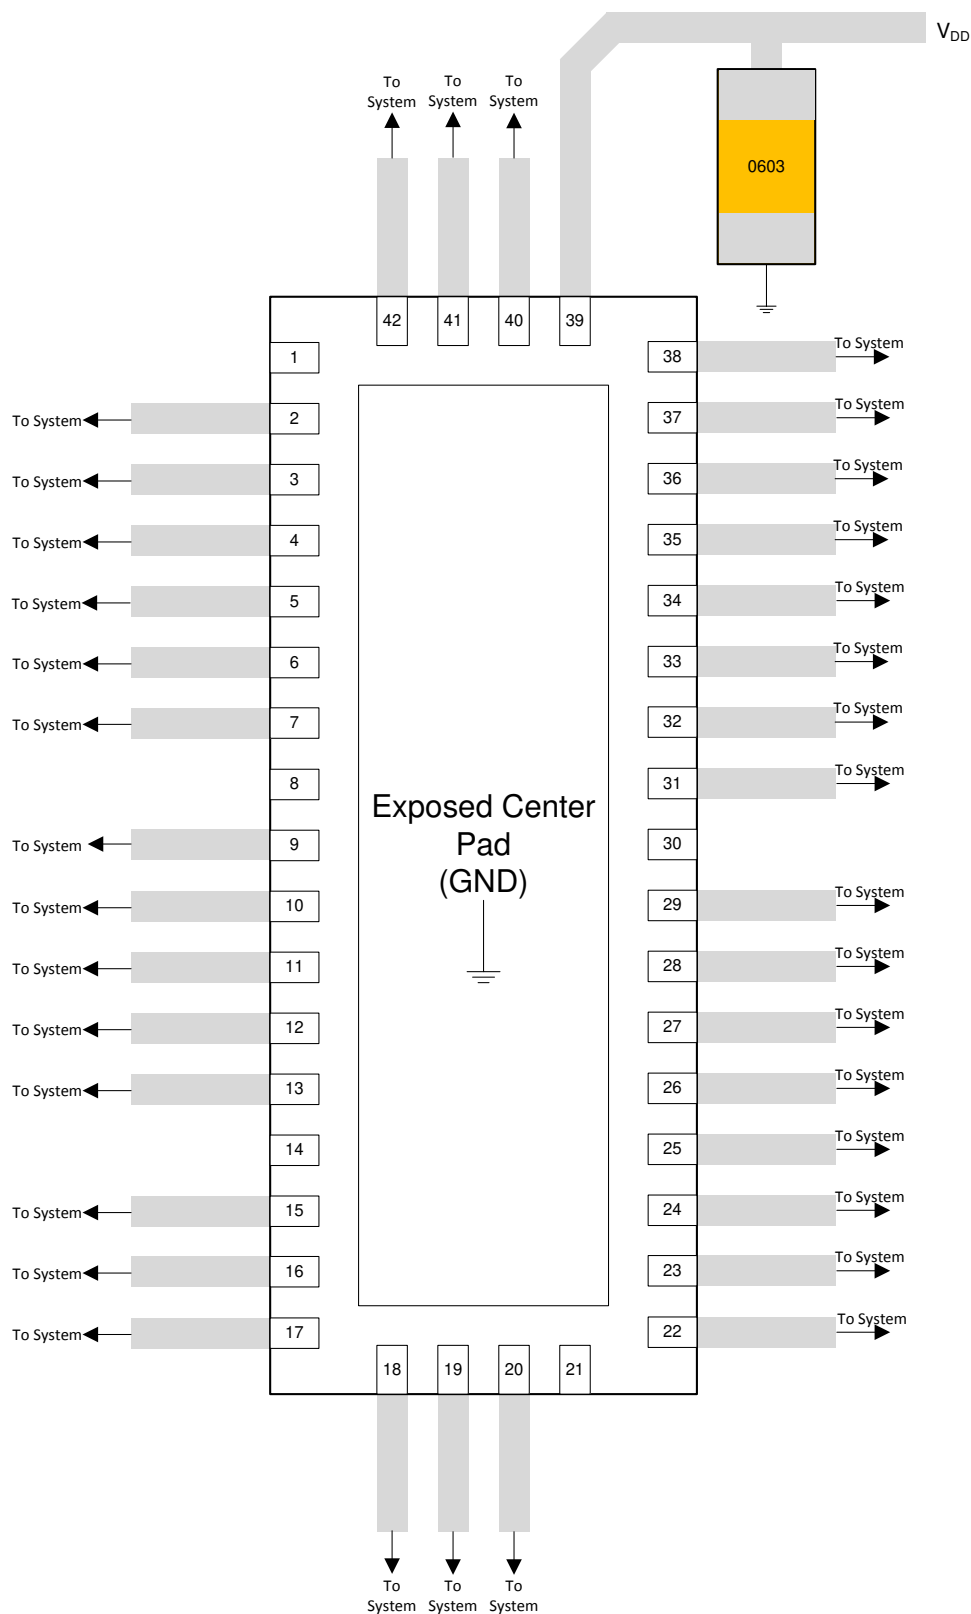 V_DD
To
System
To
System
To
System
0603
42
41
40
39
1
38
To System
To System
2
37
To System
To System
3
36
To System
To System
4
35
To System
To System
5
34
To System
To System
6
33
To System
To System
7
32
To System
8
31
To System
Exposed Center
Pad
(GND)
To System
9
30
To System
10
29
To System
To System
11
28
To System
To System
12
27
To System
To System
13
26
To System
14
25
To System
To System
15
24
To System
To System
16
23
To System
To System
17
22
To System
18
19
20
21
To
System
To
System
To
System